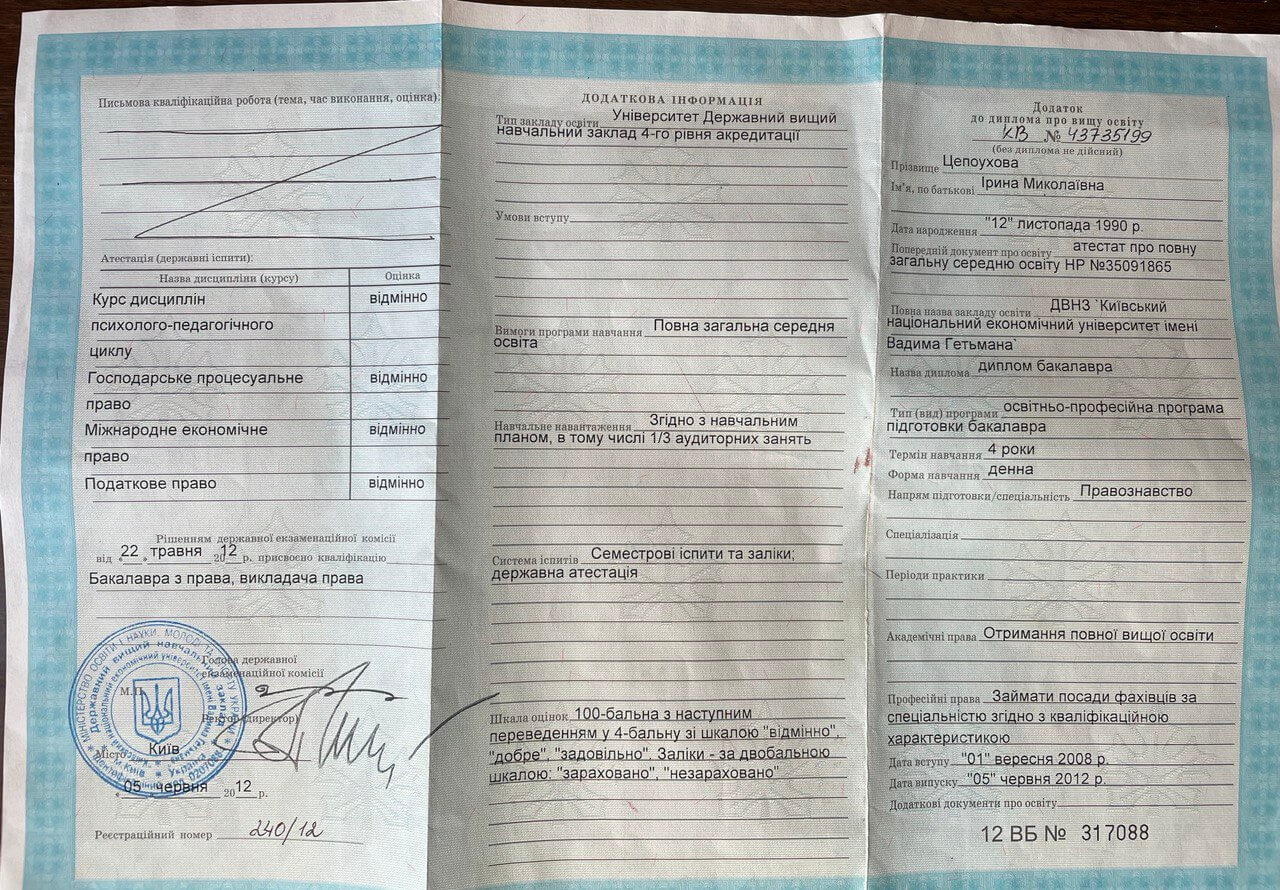 Письмова кваліфікаційна робота (тема, час виконання, оцінка):
Атестація (державні іспити):
Назва дисципліни (курсу) Оцінка
Курс дисциплін відмінно
психолого-педагогічного
циклу
Господарське процесуальне відмінно
право
Міжнародне економічне відмінно
право
Податкове право відмінно
Рішенням державної екзаменаційної комісії
від «22» травня 2012р. присвоєно кваліфікацію
Бакалавра з права, викладача права
Голова державної
екзаменаційної комісії
М.П.
Ректор (директор)
Місто Київ
«05» червня 2012 р.
Реєстраційний номер 240/12
ДОДАТКОВА ІНФОРМАЦІЯ
Тип закладу освіти Університет Державний вищий
навчальний заклад 4-го рівня акредитації
Умови вступу
Вимоги програми навчання Повна загальна середня
освіта
Навчальне навантаження Згідно з навчальним
планом, в тому числі 1/3 аудиторних занять
Система іспитів Семестрові іспити та заліки;
державна атестація
Шкала оцінок 100-бальна з наступним
переведенням у 4-бальну зі шкалою "відмінно",
"добре", "задовільно". Заліки - за двобальною
шкалою: "зараховано", "незараховано"
Додаток
до диплома про вищу освіту
КВ № 43735199
(без диплома не дійсний)
Прізвище Цепоухова
Ім'я, по батькові Ірина Миколаївна
Дата народження "12" листопада 1990 р.
Попередній документ про освіту атестат про повну
загальну середню освіту НР №35091865
Повна назва закладу освіти ДВНЗ `Київський
національний економічний університет імені
Вадима Гетьмана`
Назва диплома диплом бакалавра
Тип (вид) програми освітньо-професійна програма
підготовки бакалавра
Термін навчання 4 роки
Форма навчання денна
Напрям підготовки/спеціальність Правознавство
Спеціалізація
Періоди практики
Академічні права Отримання повної вищої освіти
Професійні права Займати посади фахівців за
спеціальністю згідно з кваліфікаційною
характеристикою
Дата вступу "01" вересня 2008 р.
Дата випуску "05" червня 2012 р.
Додаткові документи про освіту
12 ВБ № 317088